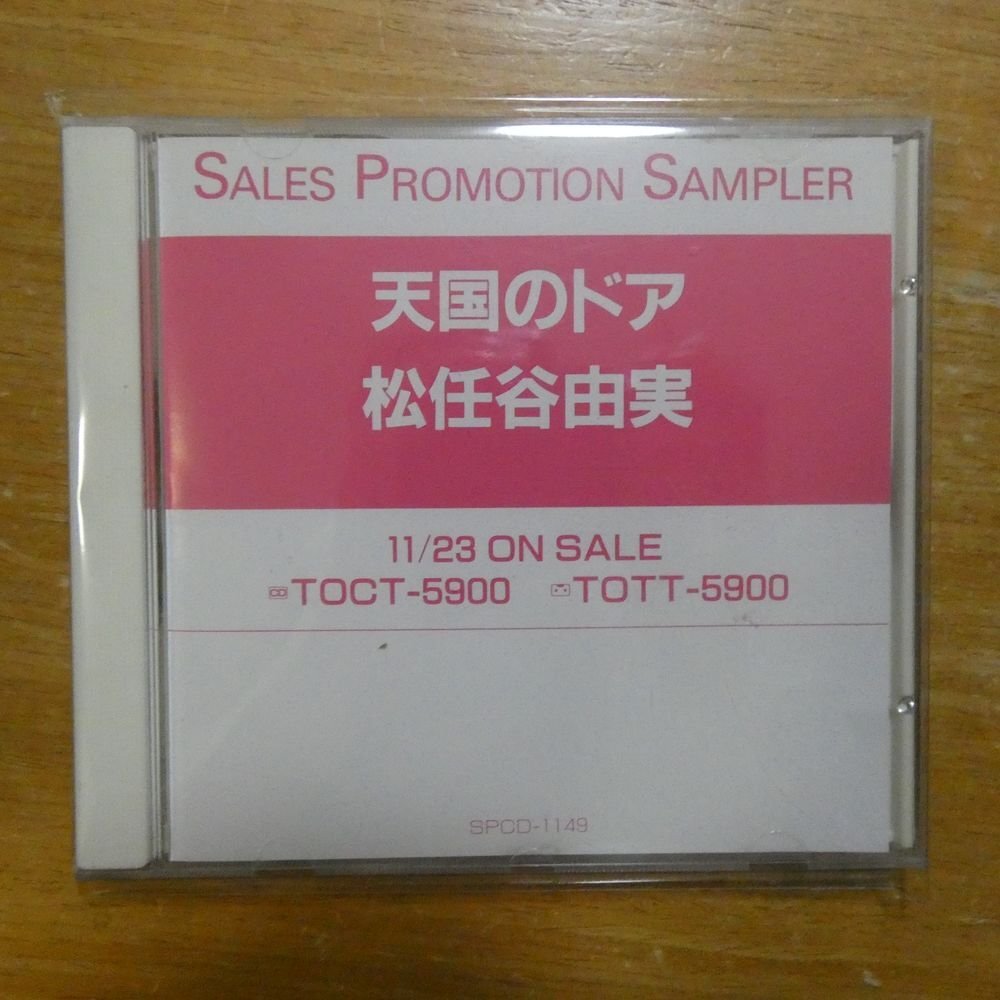 SALES PROMOTION SAMPLER
天国のドア
松任谷由実
11/23 ON SALE
CD TOCT-5900 TOTT-5900
SPCD-1149